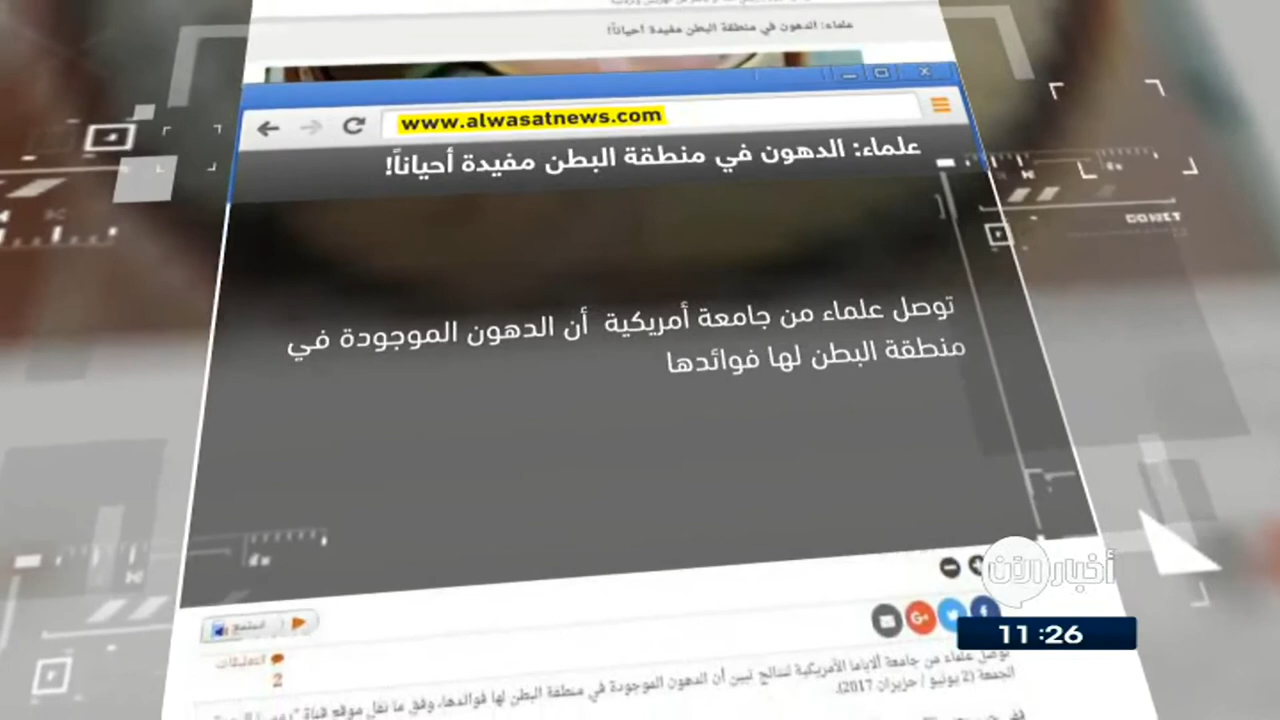 علماء: الدهون في منطقة البطن مفيدة أحياناً!
www.alwasatnews.com
علماء: الدهون في منطقة البطن مفيدة أحياناً!
توصل علماء من جامعة أمريكية أن الدهون الموجودة في
منطقة البطن لها فوائدها
أخبار الآن
11:26
استمع
التعليقات
2
توصل علماء من جامعة ألاباما الأمريكية لنتائج تبين أن الدهون الموجودة في منطقة البطن لها فوائدها، وفق ما نقل موقع قناة
الجمعة (2 يونيو / حزيران 2017).